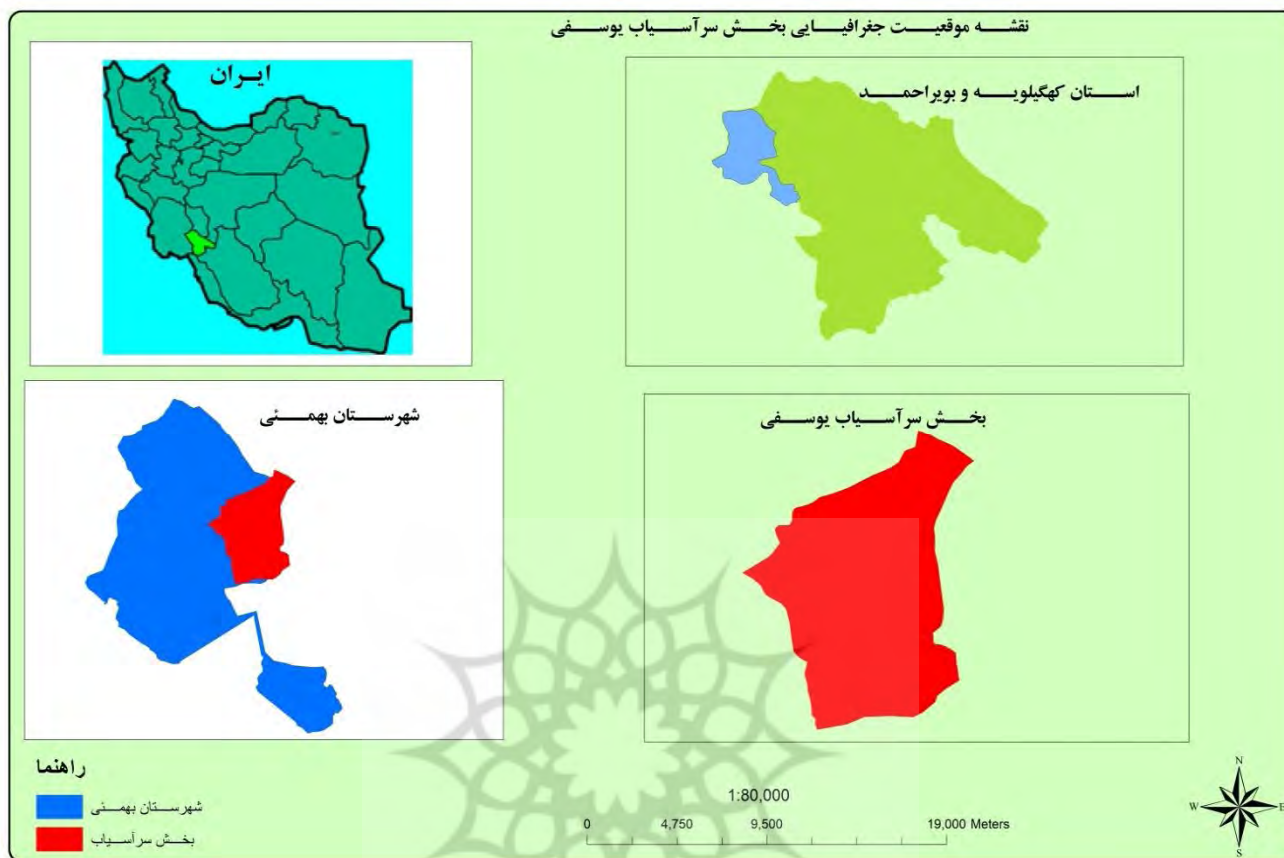 نقشه موقعیت جغرافیایی بخش سرآسیاب یوسفی
ایران
استان کهگیلویه و بویراحمد
شهرستان بهمئی
بخش سرآسیاب یوسفی
راهنما
شهرستان بهمئی
بخش سرآسیاب
1:80,000
0 4,750 9,500 19,000 Meters
N
W E
S